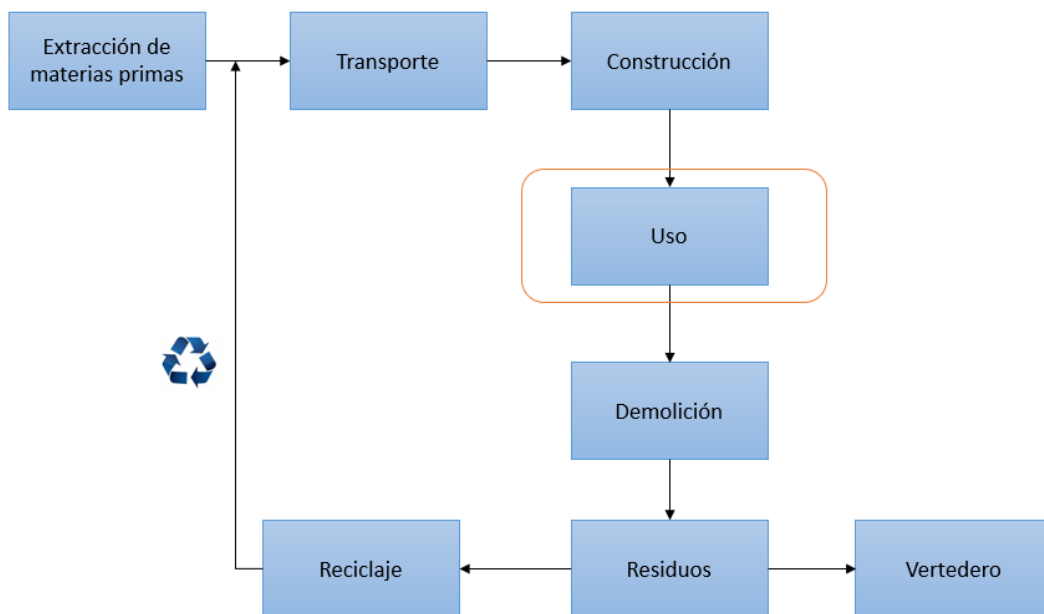 Extracción de
materias primas
Transporte
Construcción
Uso
Demolición
Reciclaje
Residuos
Vertedero